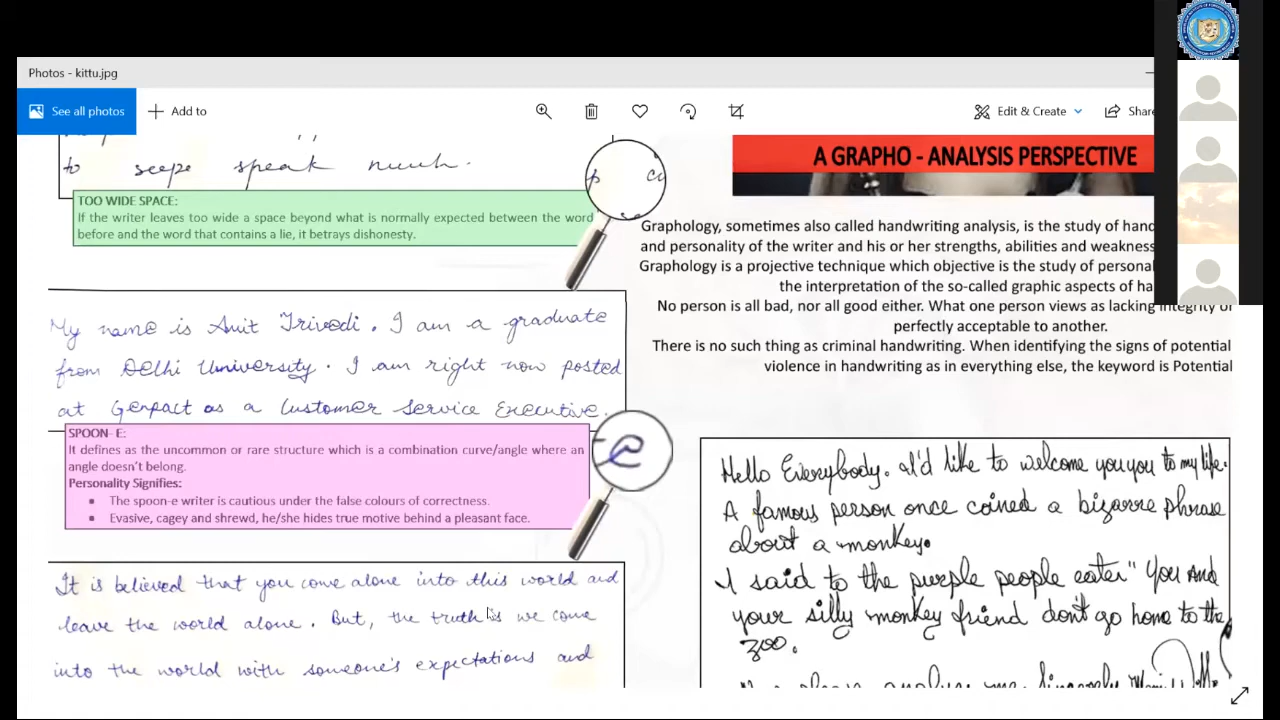 Photos - kittu.jpg
See all photos
Add to
Edit & Create
Share
to seepe speak much.
TOO WIDE SPACE:
If the writer leaves too wide a space beyond what is normally expected between the word
before and the word that contains a lie, it betrays dishonesty.
My name is Amit Trivedi. I am a graduate
from Delhi University. I am right now posted
at Genpact as a Customer Service Executive.
SPOON- E:
It defines as the uncommon or rare structure which is a combination curve/angle where an
angle doesn't belong.
Personality Signifies:
The spoon-e writer is cautious under the false colours of correctness.
Evasive, cagey and shrewd, he/she hides true motive behind a pleasant face.
e
It is believed that you come alone into this world and
leave the world alone. But, the truth is we come
into the world with someone's expectations and
A GRAPHO - ANALYSIS PERSPECTIVE
Graphology, sometimes also called handwriting analysis, is the study of hand
and personality of the writer and his or her strengths, abilities and weakness
Graphology is a projective technique which objective is the study of personal
the interpretation of the so-called graphic aspects of ha
No person is all bad, nor all good either. What one person views as lacking integrity or
perfectly acceptable to another.
There is no such thing as criminal handwriting. When identifying the signs of potential
violence in handwriting as in everything else, the keyword is Potential
Hello Everybody. I'd like to welcome you you to my life.
A famous person once coined a bizarre phrase
about a monkey.
I said to the purple people eater" You And
your silly monkey friend don't go home to the
zoo.